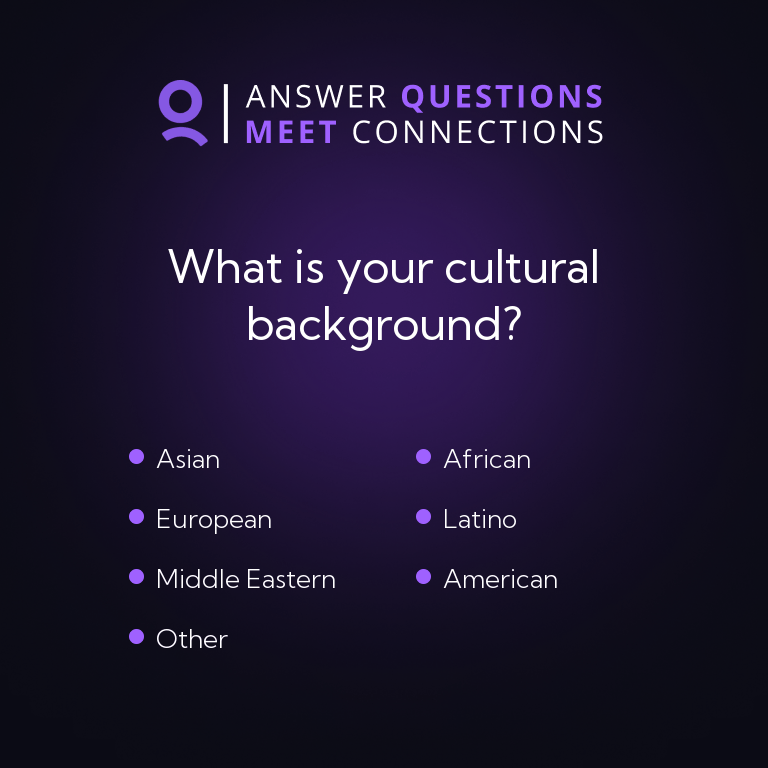 ANSWER QUESTIONS
MEET CONNECTIONS
What is your cultural
background?
Asian
African
European
Latino
Middle Eastern
American
Other